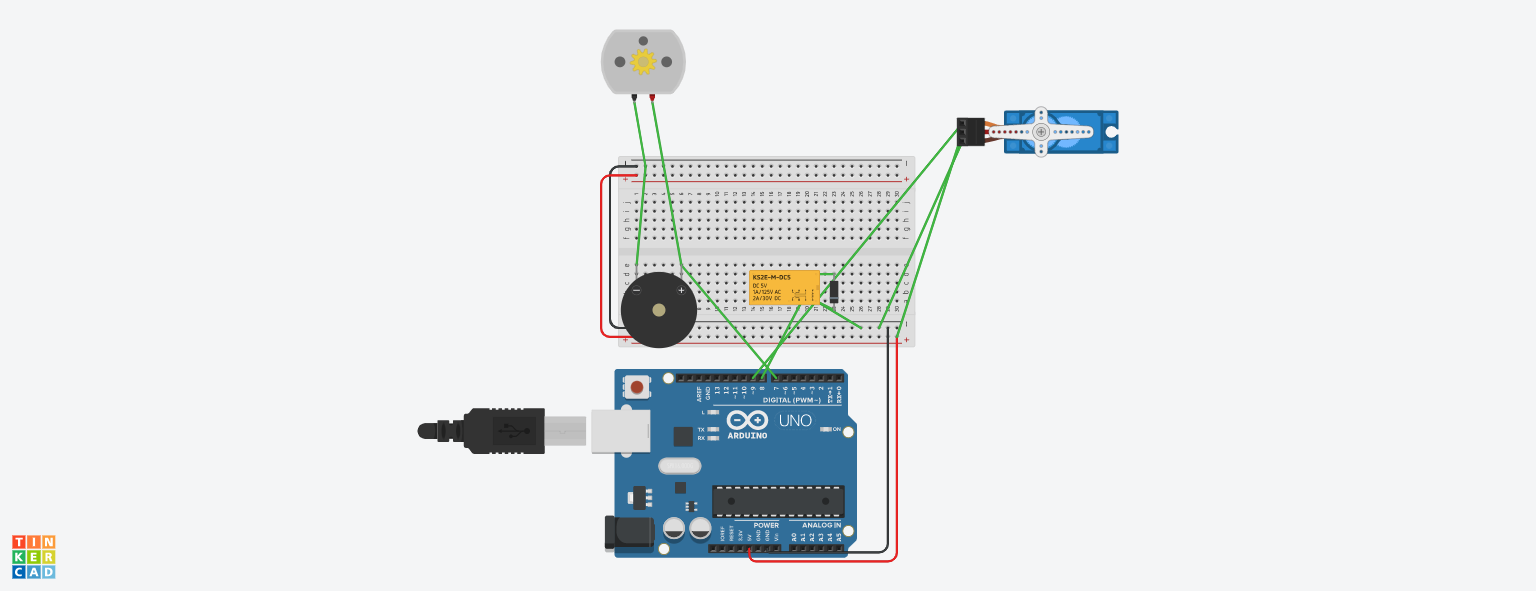 KS2E-M-DC5
DC 5V
1A/125V AC
2A/30V DC
AREF
GND
13
12
~11
~10
~9
8
7
~6
~5
4
~3
2
TX→1
RX←0
DIGITAL (PWM~)
L
TX
RX
ARDUINO
UNO
ON
POWER
ANALOG IN
IOREF
RESET
3.3V
5V
GND
GND
Vin
A0
A1
A2
A3
A4
A5
TIN
KER
CAD